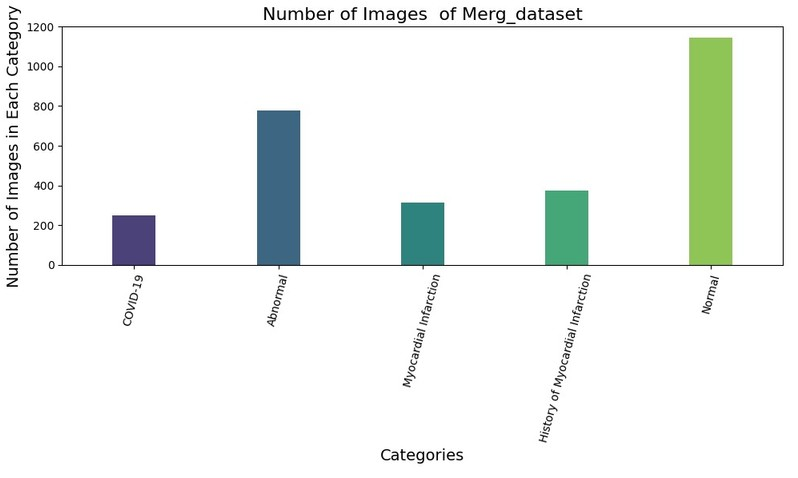 Number of Images  of Merg_dataset
Number of Images in Each Category
1200
1000
800
600
400
200
0
COVID-19
Abnormal
Myocardial Infarction
History of Myocardial Infarction
Normal
Categories